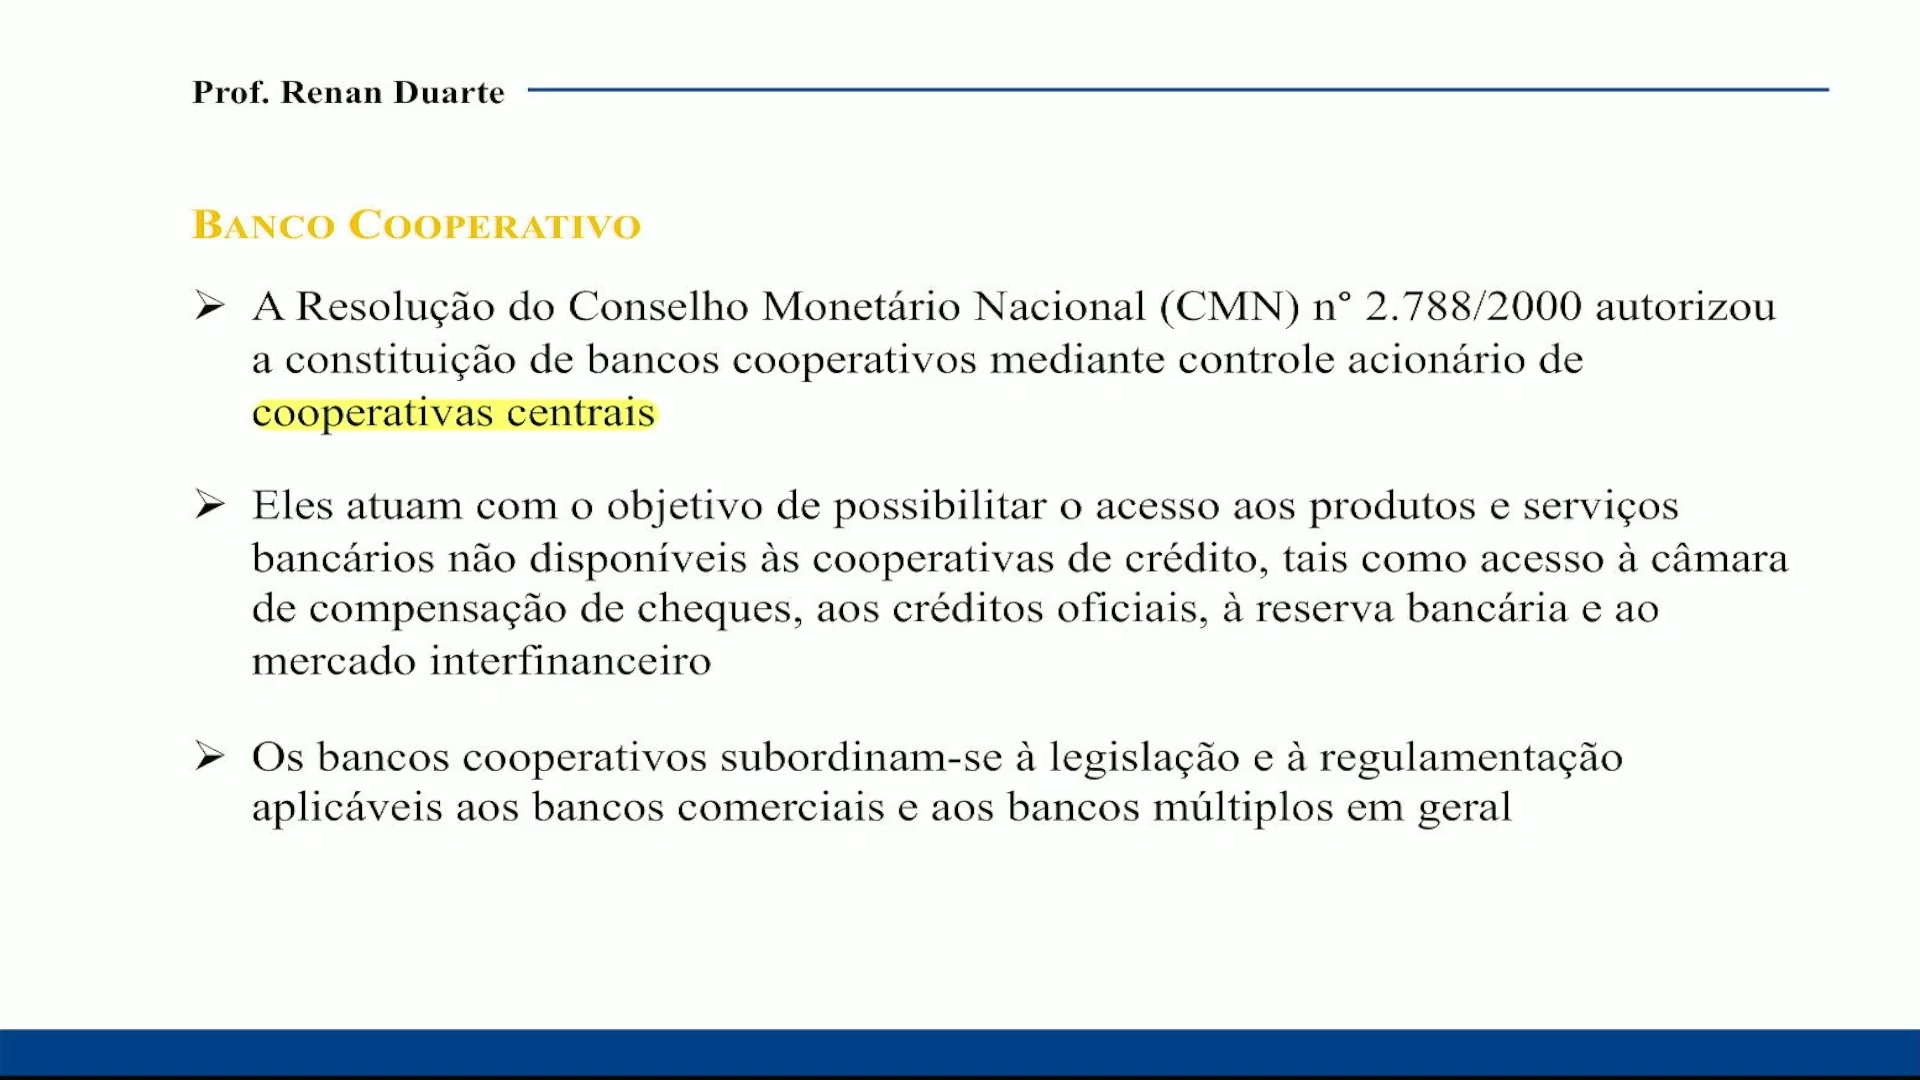 Prof. Renan Duarte
BANCO COOPERATIVO
➢ A Resolução do Conselho Monetário Nacional (CMN) n° 2.788/2000 autorizou
a constituição de bancos cooperativos mediante controle acionário de
cooperativas centrais
➢ Eles atuam com o objetivo de possibilitar o acesso aos produtos e serviços
bancários não disponíveis às cooperativas de crédito, tais como acesso à câmara
de compensação de cheques, aos créditos oficiais, à reserva bancária e ao
mercado interfinanceiro
➢ Os bancos cooperativos subordinam-se à legislação e à regulamentação
aplicáveis aos bancos comerciais e aos bancos múltiplos em geral